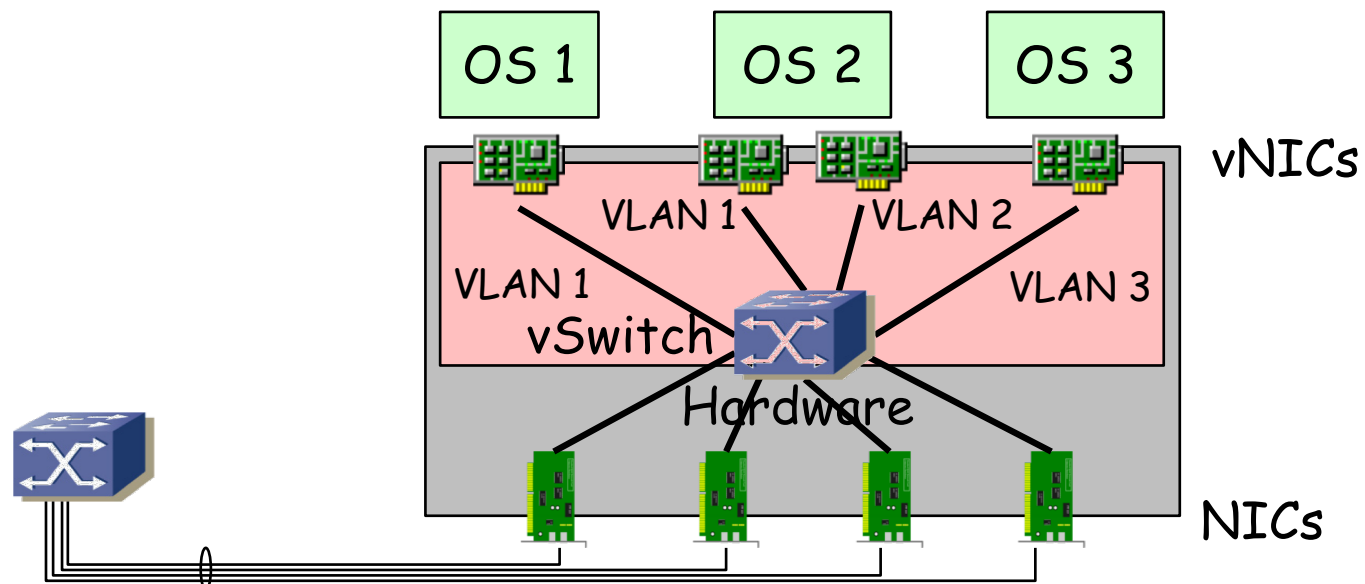 OS 1
OS 2
OS 3
vNICs
VLAN 1
VLAN 2
VLAN 1
VLAN 3
vSwitch
Hardware
NICs